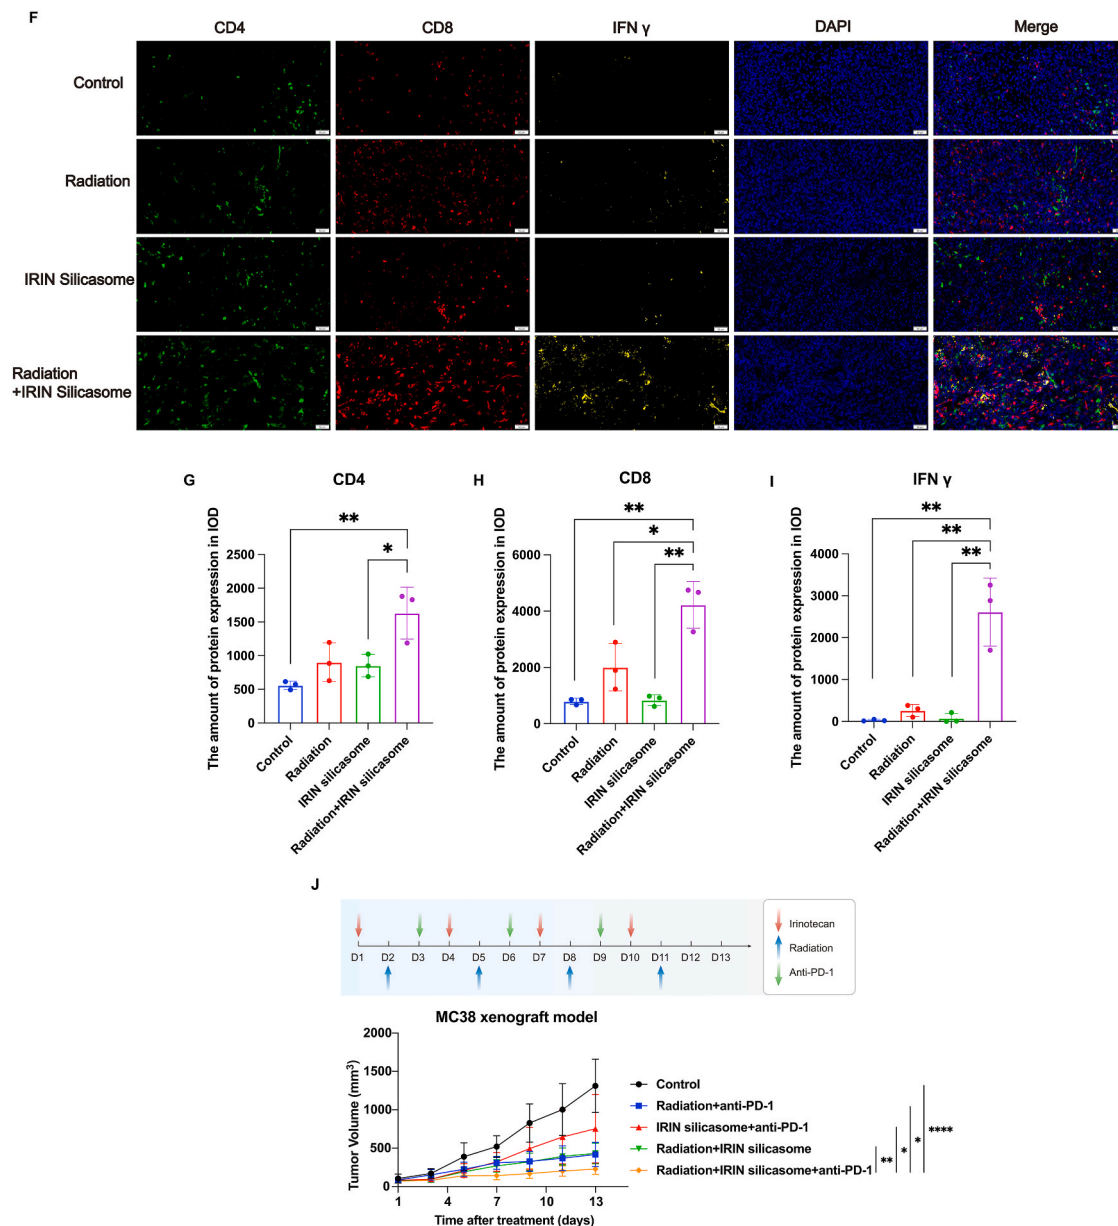 F
CD4 CD8 IFN γ DAPI Merge
Control
Radiation
IRIN Silicasome
Radiation
+IRIN Silicasome
G CD4
The amount of protein expression in IOD
2500
2000
1500
1000
500
0
** 
*
Control
Radiation
IRIN silicasome
Radiation+IRIN silicasome
H CD8
The amount of protein expression in IOD
6000
4000
2000
0
**
*
**
Control
Radiation
IRIN silicasome
Radiation+IRIN silicasome
I IFN γ
The amount of protein expression in IOD
4000
3000
2000
1000
0
**
**
**
Control
Radiation
IRIN silicasome
Radiation+IRIN silicasome
J
D1 D2 D3 D4 D5 D6 D7 D8 D9 D10 D11 D12 D13
Irinotecan
Radiation
Anti-PD-1
MC38 xenograft model
Tumor Volume (mm³)
2000
1500
1000
500
0
1 4 7 10 13
Time after treatment (days)
Control
Radiation+anti-PD-1
IRIN silicasome+anti-PD-1
Radiation+IRIN silicasome
Radiation+IRIN silicasome+anti-PD-1
** * * ****